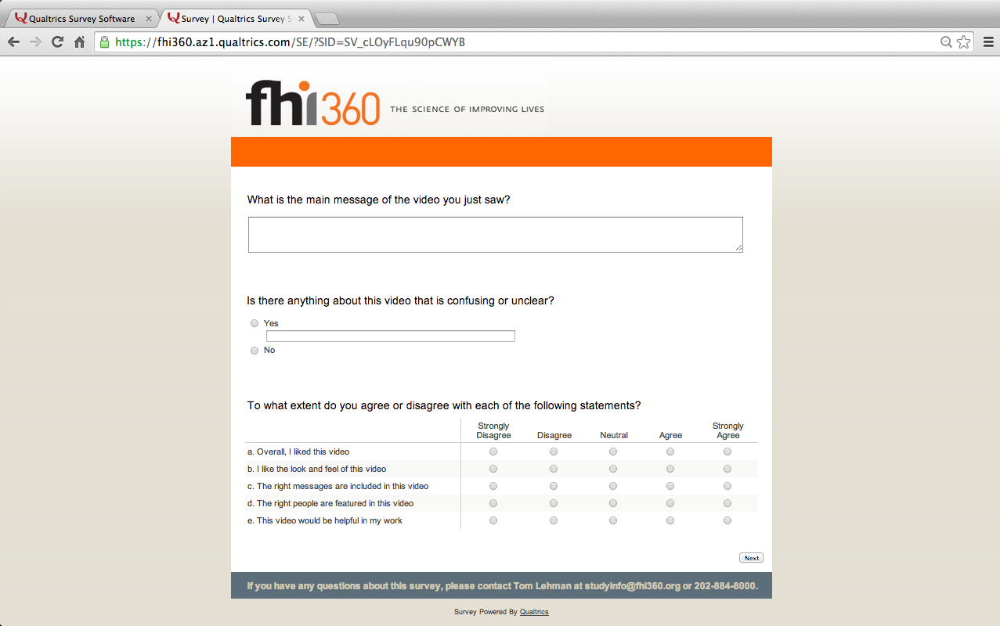 Qualtrics Survey Software
Survey | Qualtrics Survey S
https://fhi360.az1.qualtrics.com/SE/?SID=SV_cLOyFLqu90pCWYB
fhi360 THE SCIENCE OF IMPROVING LIVES
What is the main message of the video you just saw?
Is there anything about this video that is confusing or unclear?
Yes
No
To what extent do you agree or disagree with each of the following statements?
Strongly Disagree Disagree Neutral Agree Strongly Agree
a. Overall, I liked this video
b. I like the look and feel of this video
c. The right messages are included in this video
d. The right people are featured in this video
e. This video would be helpful in my work
Next
If you have any questions about this survey, please contact Tom Lehman at studyinfo@fhi360.org or 202-884-8000.
Survey Powered By Qualtrics